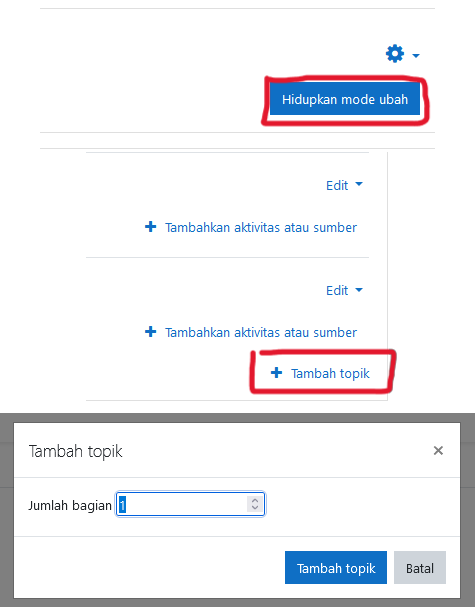 Hidupkan mode ubah
Edit
Tambahkan aktivitas atau sumber
Edit
Tambahkan aktivitas atau sumber
Tambah topik
Tambah topik
Jumlah bagian 1
Tambah topik Batal